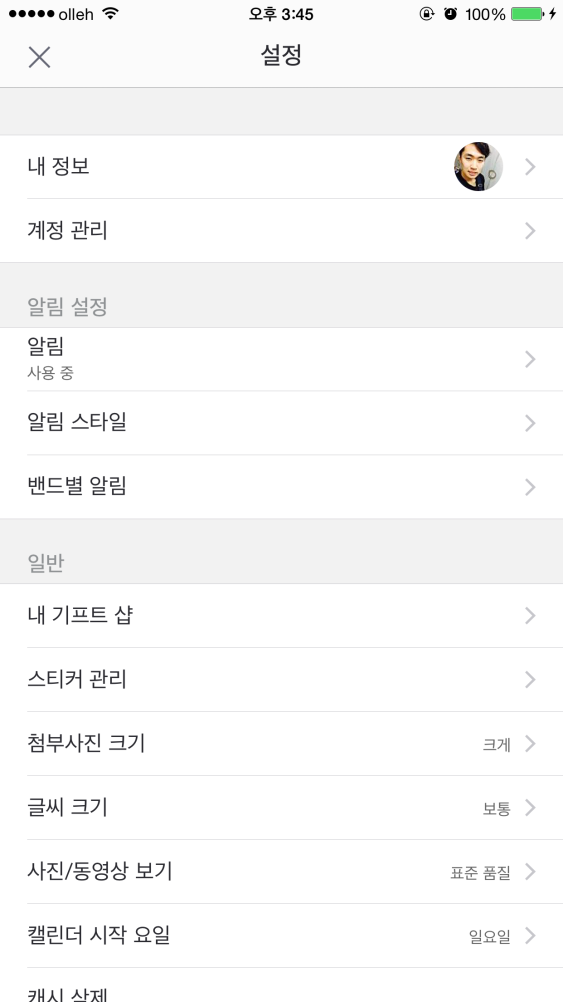 olleh 오후 3:45 100%
설정
내 정보
계정 관리
알림 설정
알림
사용 중
알림 스타일
밴드별 알림
일반
내 기프트 샵
스티커 관리
첨부사진 크기 크게
글씨 크기 보통
사진/동영상 보기 표준 품질
캘린더 시작 요일 일요일
캐시 삭제